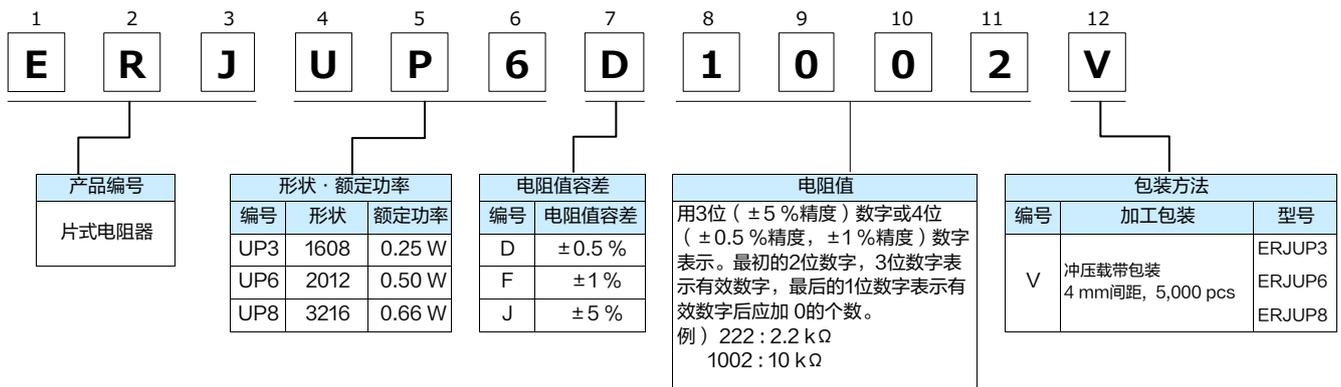 1 2 3 4 5 6 7 8 9 10 11 12
E R J U P 6 D 1 0 0 2 V
产品编号
片式电阻器
形状・额定功率
编号 形状 额定功率
UP3 1608 0.25 W
UP6 2012 0.50 W
UP8 3216 0.66 W
电阻值容差
编号 电阻值容差
D ±0.5 %
F ±1 %
J ±5 %
电阻值
用3位（ ±5 %精度 ）数字或4位
（ ±0.5 %精度，±1 %精度 ）数字
表示。最初的2位数字，3位数字表
示有效数字，最后的1位数字表示有
效数字后应加 0的个数。
例 ）222 : 2.2 kΩ
1002 : 10 kΩ
包装方法
编号 加工包装 型号
V
冲压载带包装
4 mm间距，5,000 pcs
ERJUP3
ERJUP6
ERJUP8